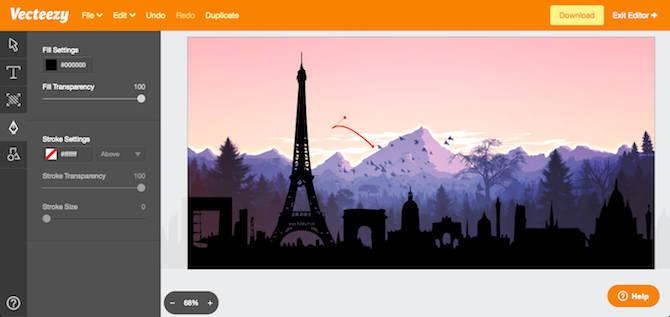 Vecteezy File Edit Undo Redo Duplicate Download Exit Editor
Fill Settings
#000000
Fill Transparency 100
Stroke Settings
#ffffff Above
Stroke Transparency 100
Stroke Size 0
− 68% +
? Help
?